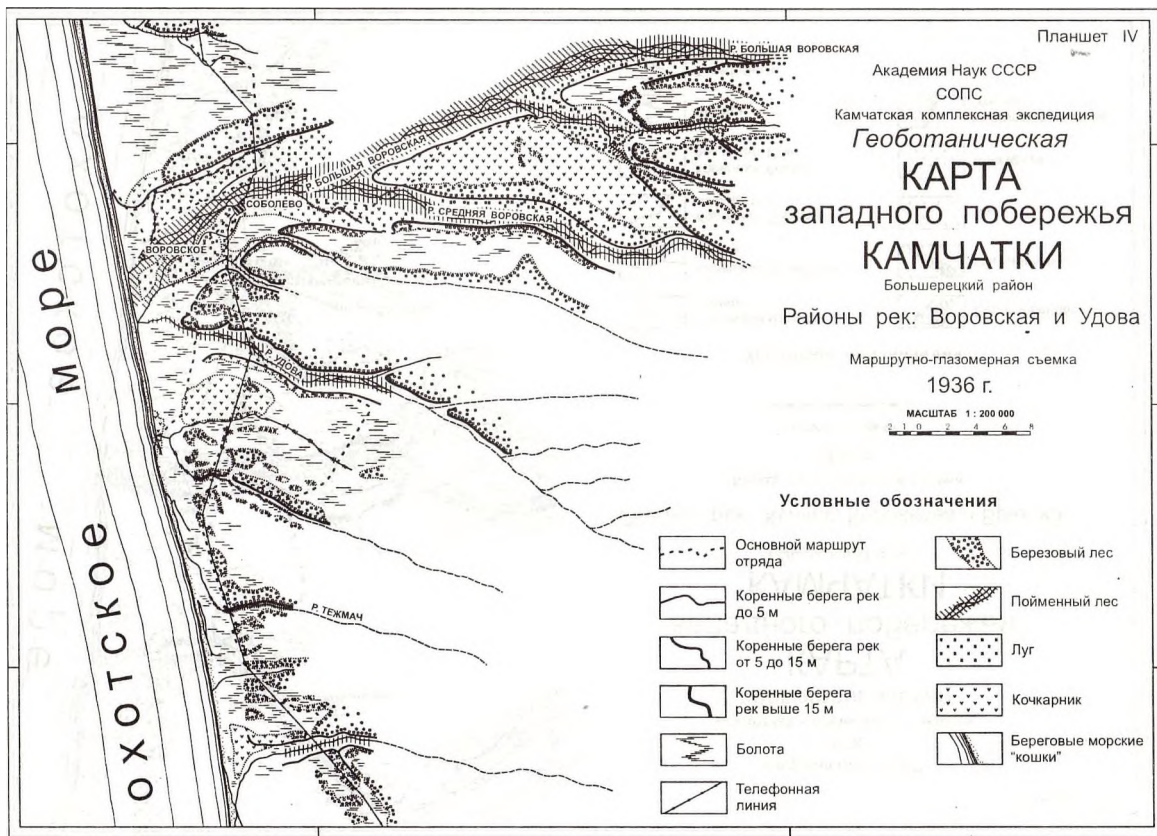 Планшет IV
Академия Наук СССР
СОПС
Камчатская комплексная экспедиция
Геоботаническая
КАРТА
западного побережья
КАМЧАТКИ
Большерецкий район
Районы рек: Воровская и Удова
Маршрутно-глазомерная съемка
1936 г.
МАСШТАБ 1 : 200 000
2 1 0 2 4 6 8
Р. БОЛЬШАЯ ВОРОВСКАЯ
Р. БОЛЬШАЯ ВОРОВСКАЯ
СОБОЛЕВО
Р. СРЕДНЯЯ ВОРОВСКАЯ
ВОРОВСКОЕ
Р. УДОВА
Р. ТЕЖМАЧ
охотское море
Условные обозначения
Основной маршрут
отряда
Коренные берега рек
до 5 м
Коренные берега рек
от 5 до 15 м
Коренные берега
рек выше 15 м
Болота
Телефонная
линия
Березовый лес
Пойменный лес
Луг
Кочкарник
Береговые морские
"кошки"